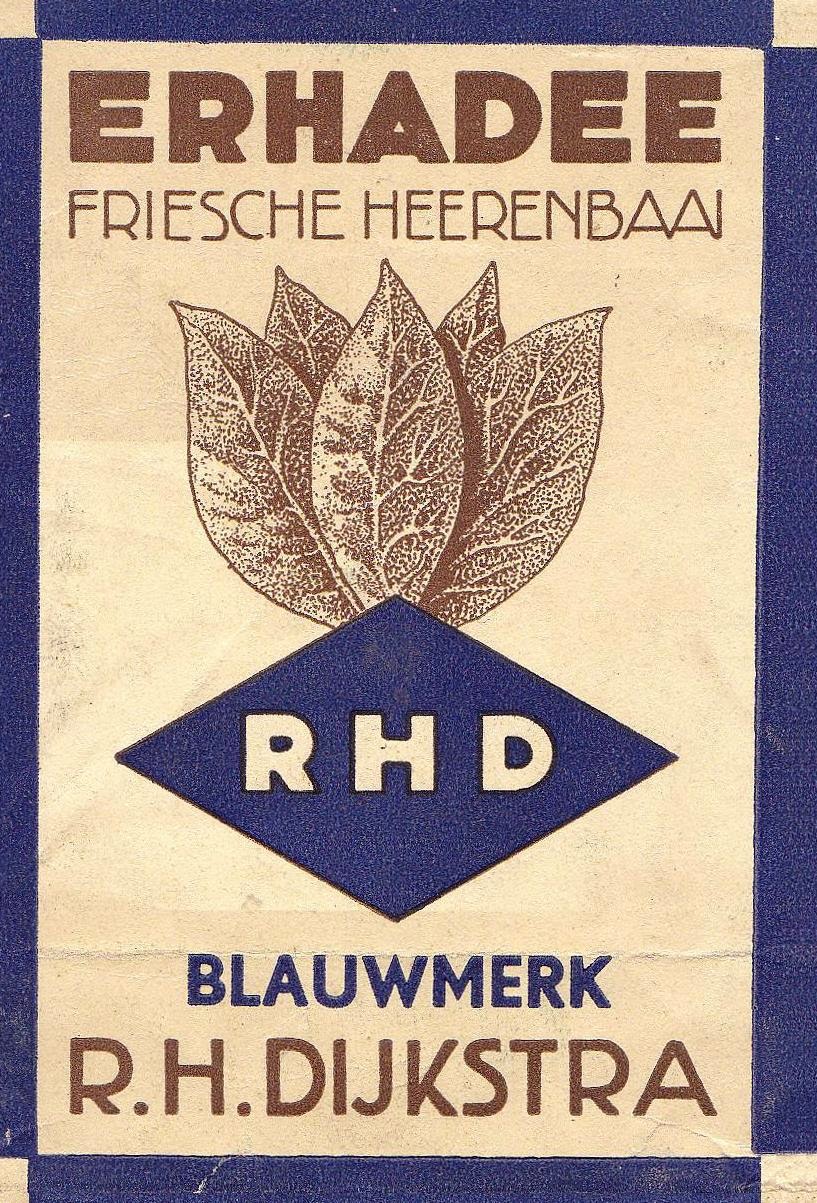 ERHADEE
FRIESCHE HEERENBAAI
RHD
BLAUWMERK
R.H.DIJKSTRA